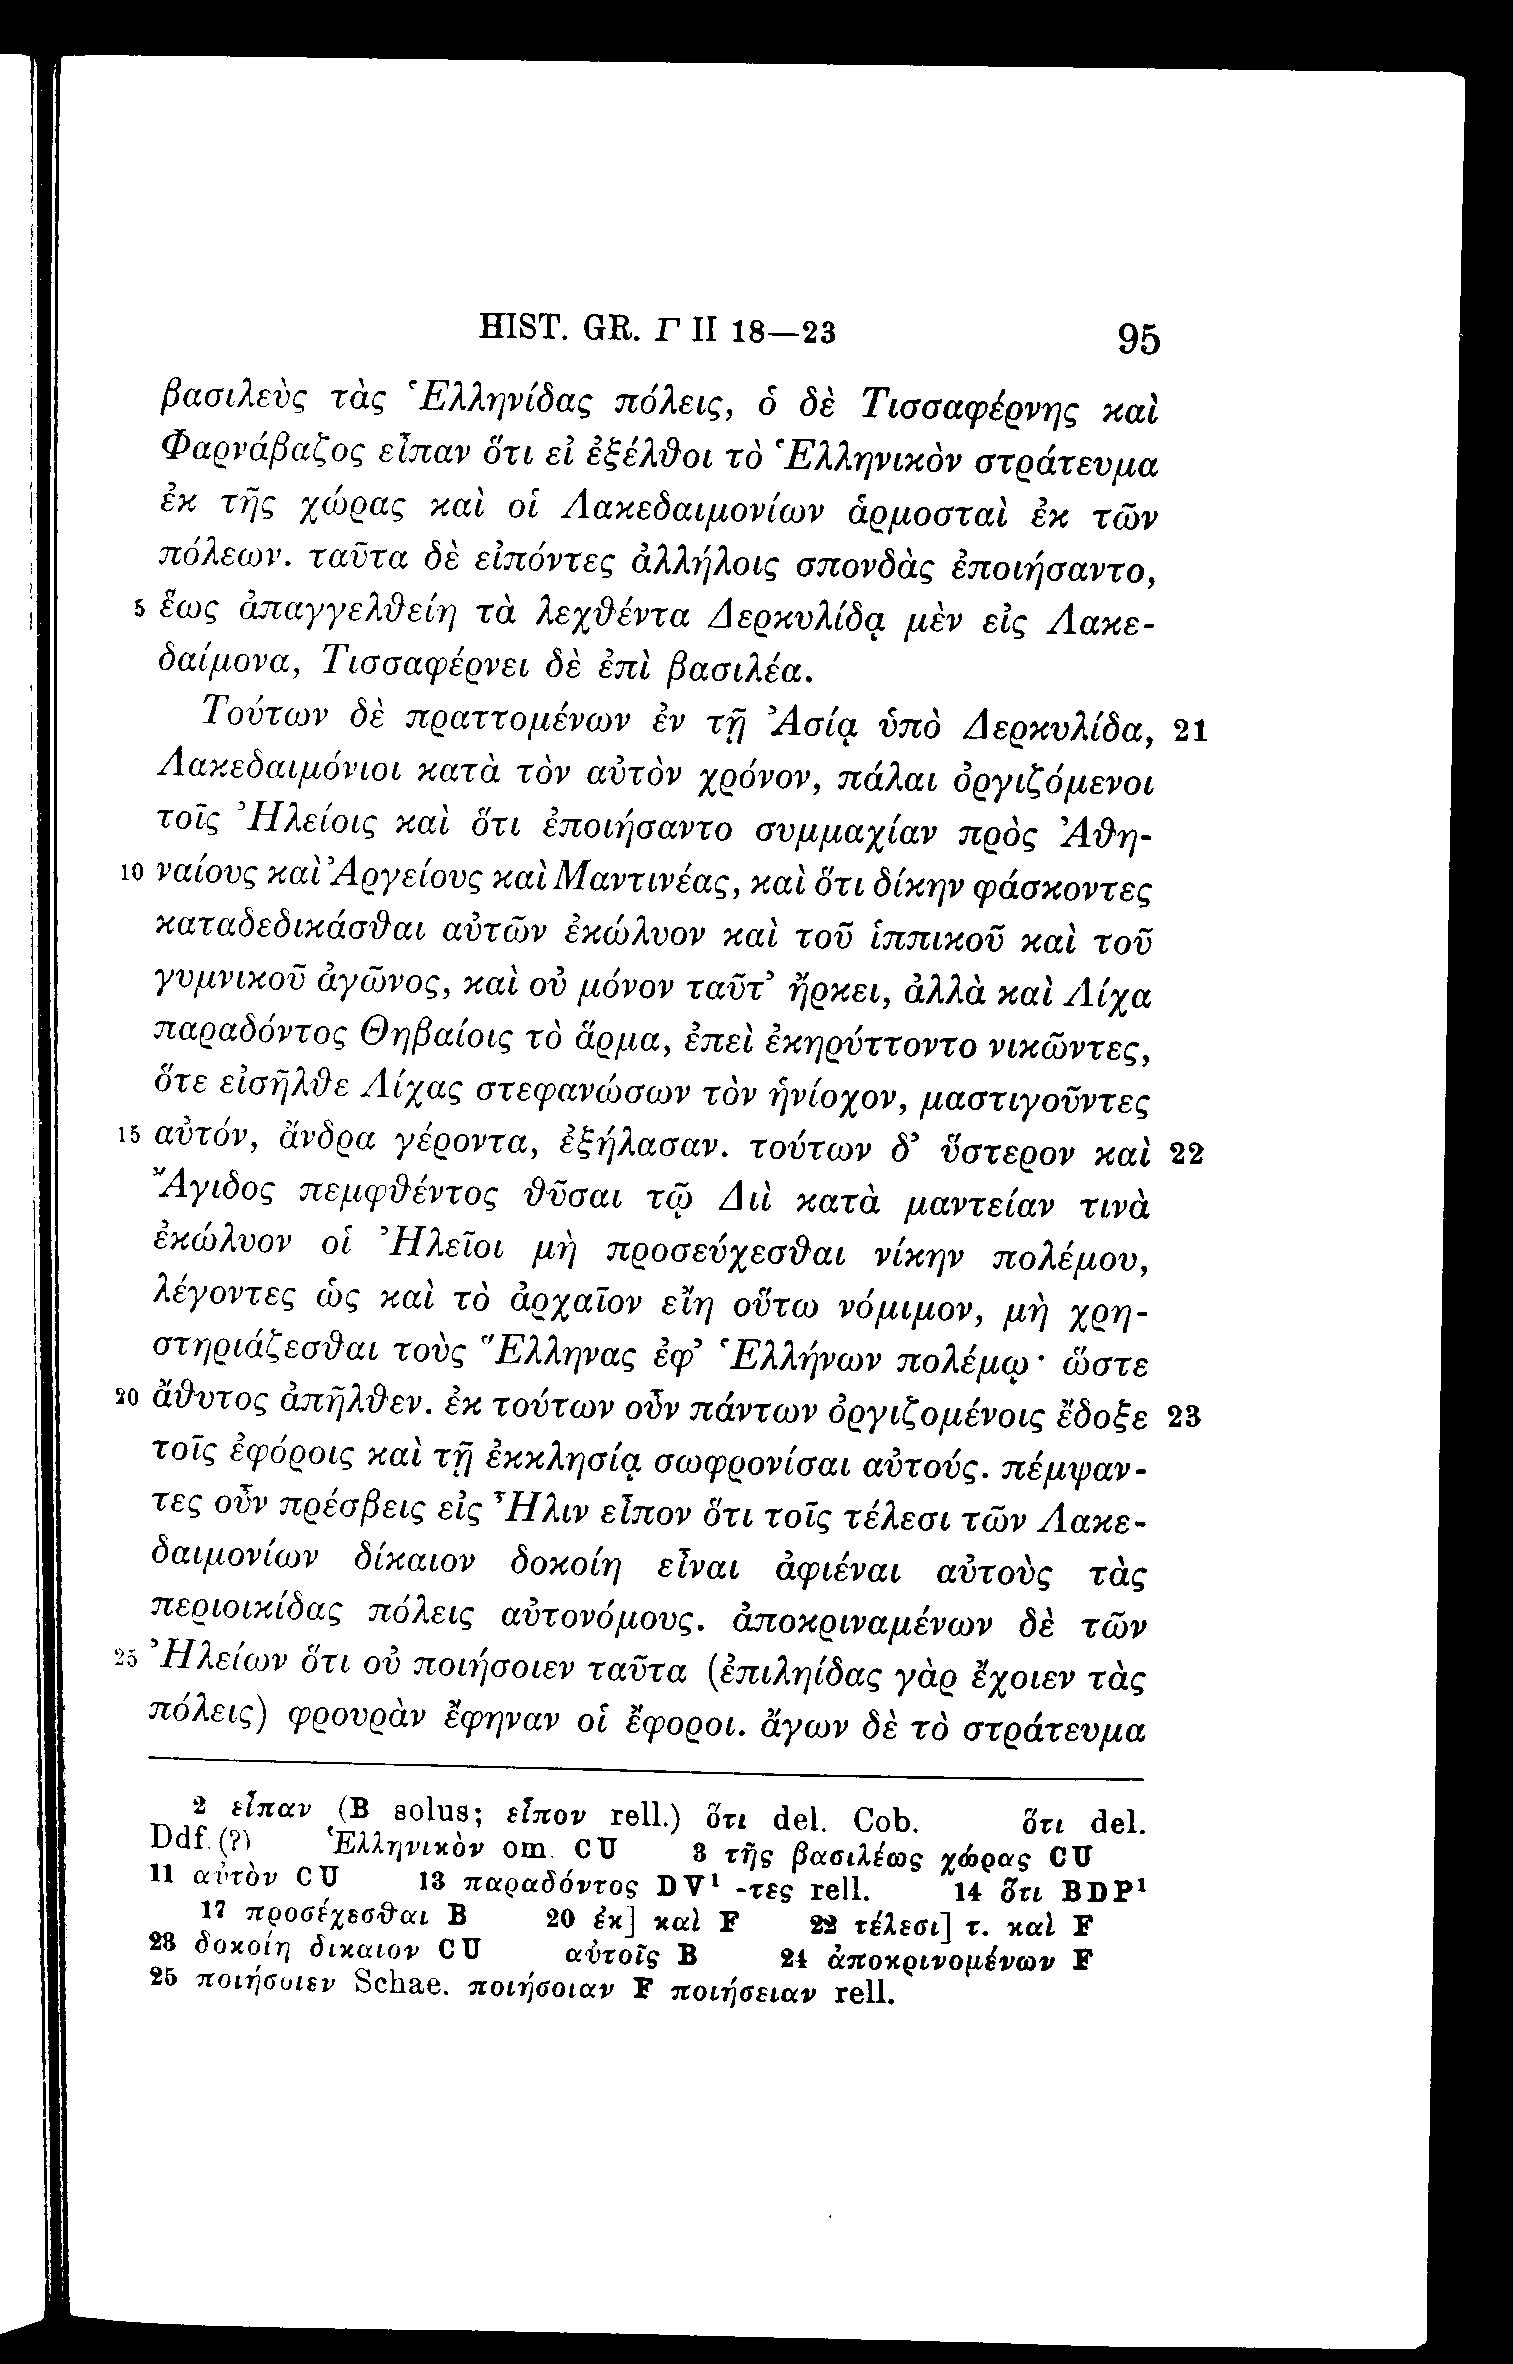 HIST. GR. Γ II 18—23 95
βασιλεὺς τὰς Ἑλληνίδας πόλεις, ὁ δὲ Τισσαφέρνης καὶ
Φαρνάβαζος εἶπαν ὅτι εἰ ἐξέλθοι τὸ Ἑλληνικὸν στράτευμα
ἐκ τῆς χώρας καὶ οἱ Λακεδαιμονίων ἁρμοσταὶ ἐκ τῶν
πόλεων. ταῦτα δὲ εἰπόντες ἀλλήλοις σπονδὰς ἐποιήσαντο,
5 ἕως ἀπαγγελθείη τὰ λεχθέντα Δερκυλίδᾳ μὲν εἰς Λακε-
δαίμονα, Τισσαφέρνει δὲ ἐπὶ βασιλέα.
Τούτων δὲ πραττομένων ἐν τῇ Ἀσίᾳ ὑπὸ Δερκυλίδα, 21
Λακεδαιμόνιοι κατὰ τὸν αὐτὸν χρόνον, πάλαι ὀργιζόμενοι
τοῖς Ἠλείοις καὶ ὅτι ἐποιήσαντο συμμαχίαν πρὸς Ἀθη-
10 ναίους καὶ Ἀργείους καὶ Μαντινέας, καὶ ὅτι δίκην φάσκοντες
καταδεδικάσθαι αὐτῶν ἐκώλυον καὶ τοῦ ἱππικοῦ καὶ τοῦ
γυμνικοῦ ἀγῶνος, καὶ οὐ μόνον ταῦτ’ ἤρκει, ἀλλὰ καὶ Λίχα
παραδόντος Θηβαίοις τὸ ἅρμα, ἐπεὶ ἐκηρύττοντο νικῶντες,
ὅτε εἰσῆλθε Λίχας στεφανώσων τὸν ἡνίοχον, μαστιγοῦντες
15 αὐτόν, ἄνδρα γέροντα, ἐξήλασαν. τούτων δ’ ὕστερον καὶ 22
Ἄγιδος πεμφθέντος θῦσαι τῷ Διὶ κατὰ μαντείαν τινὰ
ἐκώλυον οἱ Ἠλεῖοι μὴ προσεύχεσθαι νίκην πολέμου,
λέγοντες ὡς καὶ τὸ ἀρχαῖον εἴη οὕτω νόμιμον, μὴ χρη-
στηριάζεσθαι τοὺς Ἕλληνας ἐφ’ Ἑλλήνων πολέμῳ· ὥστε
20 ἄθυτος ἀπῆλθεν. ἐκ τούτων οὖν πάντων ὀργιζομένοις ἔδοξε 23
τοῖς ἐφόροις καὶ τῇ ἐκκλησίᾳ σωφρονίσαι αὐτούς. πέμψαν-
τες οὖν πρέσβεις εἰς Ἦλιν εἶπον ὅτι τοῖς τέλεσι τῶν Λακε-
δαιμονίων δίκαιον δοκοίη εἶναι ἀφιέναι αὐτοὺς τὰς
περιοικίδας πόλεις αὐτονόμους. ἀποκριναμένων δὲ τῶν
25 Ἠλείων ὅτι οὐ ποιήσοιεν ταῦτα (ἐπιληίδας γὰρ ἔχοιεν τὰς
πόλεις) φρουρὰν ἔφηναν οἱ ἔφοροι. ἄγων δὲ τὸ στράτευμα
2 εἶπαν (B solus; εἶπον rell.) ὅτι del. Cob. ὅτι del.
Ddf. (?) Ἑλληνικὸν om. CU 3 τῆς βασιλέως χώρας CU
11 αὐτὸν CU 13 παραδόντος DV¹ -τες rell. 14 ὅτι BDP¹
17 προσέχεσθαι B 20 ἐκ] καὶ F 22 τέλεσι] τ. καὶ F
23 δοκοίη δικαιον CU αὐτοῖς B 24 ἀποκρινομένων F
25 ποιήσοιεν Schae. ποιήσοιαν F ποιήσειαν rell.